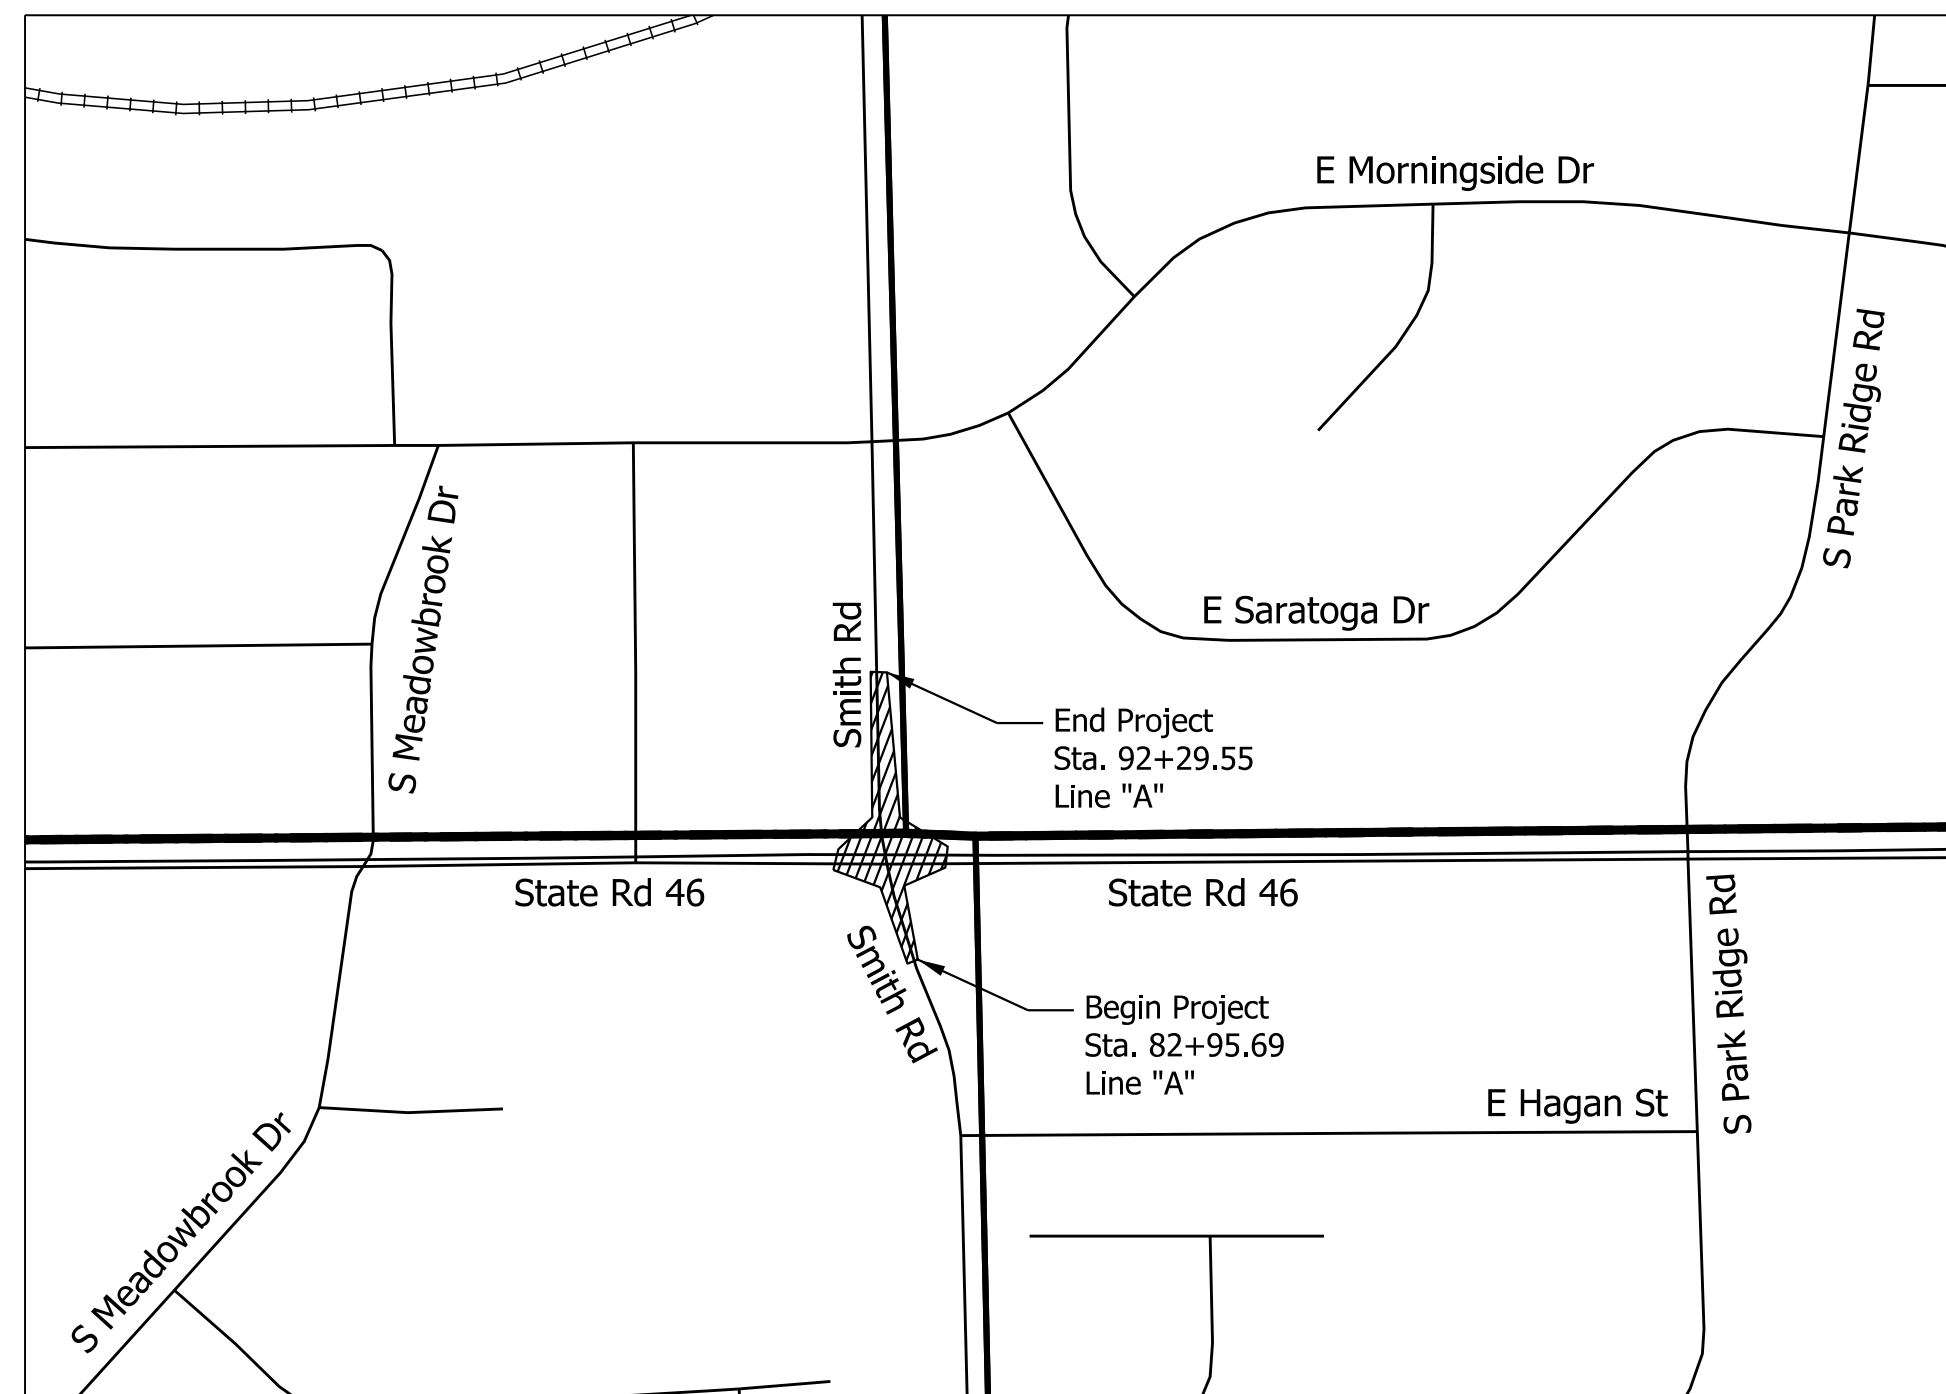 E Morningside Dr
S Park Ridge Rd
S Meadowbrook Dr
E Saratoga Dr
Smith Rd
End Project
Sta. 92+29.55
Line "A"
State Rd 46
State Rd 46
Smith Rd
S Park Ridge Rd
Begin Project
Sta. 82+95.69
Line "A"
E Hagan St
S Meadowbrook Dr